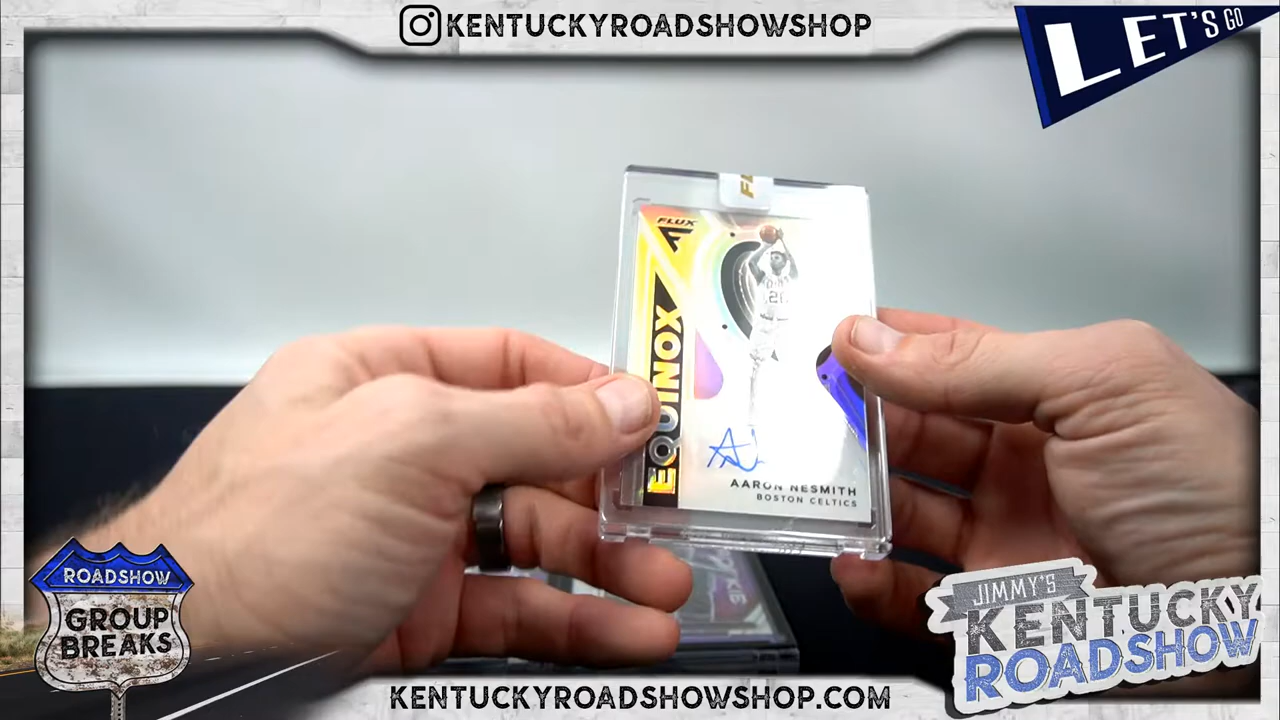 KENTUCKYROADSHOWSHOP
LET'S GO
FLUX
EQUINOX
AARON NESMITH
BOSTON CELTICS
ROADSHOW
GROUP
BREAKS
JIMMY'S
KENTUCKY
ROADSHOW
KENTUCKYROADSHOWSHOP.COM